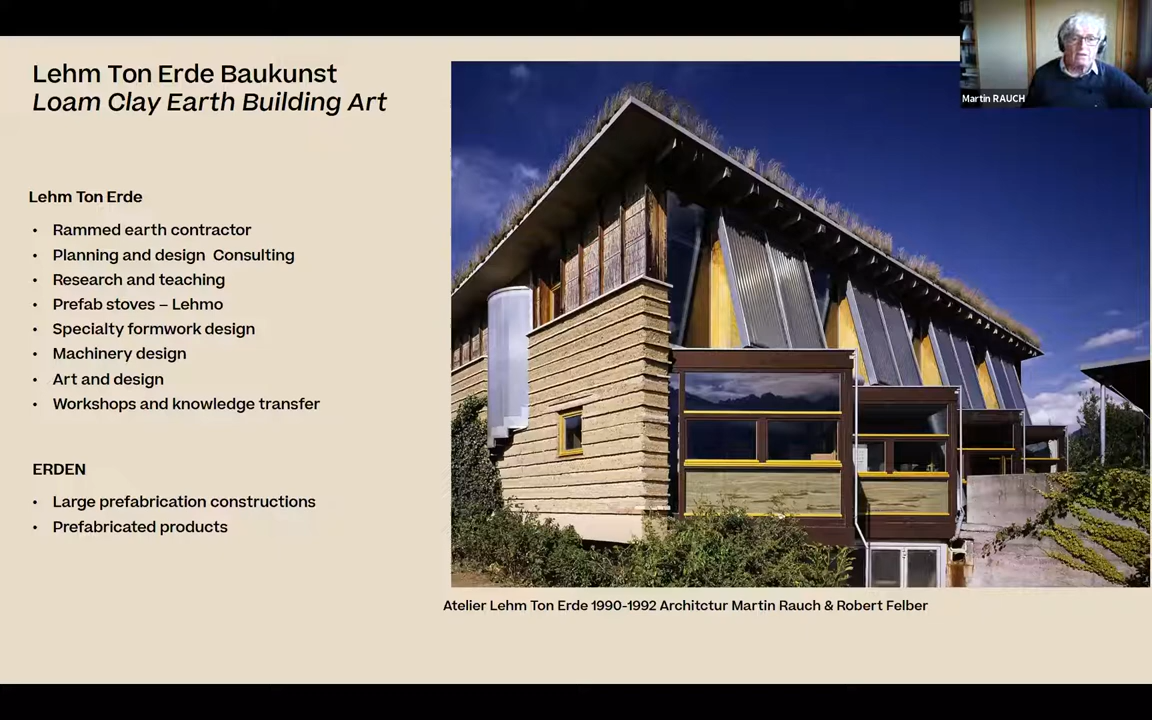 Lehm Ton Erde Baukunst
Loam Clay Earth Building Art
Martin RAUCH
Lehm Ton Erde
• Rammed earth contractor
• Planning and design Consulting
• Research and teaching
• Prefab stoves – Lehmo
• Specialty formwork design
• Machinery design
• Art and design
• Workshops and knowledge transfer
ERDEN
• Large prefabrication constructions
• Prefabricated products
Atelier Lehm Ton Erde 1990-1992 Architctur Martin Rauch & Robert Felber